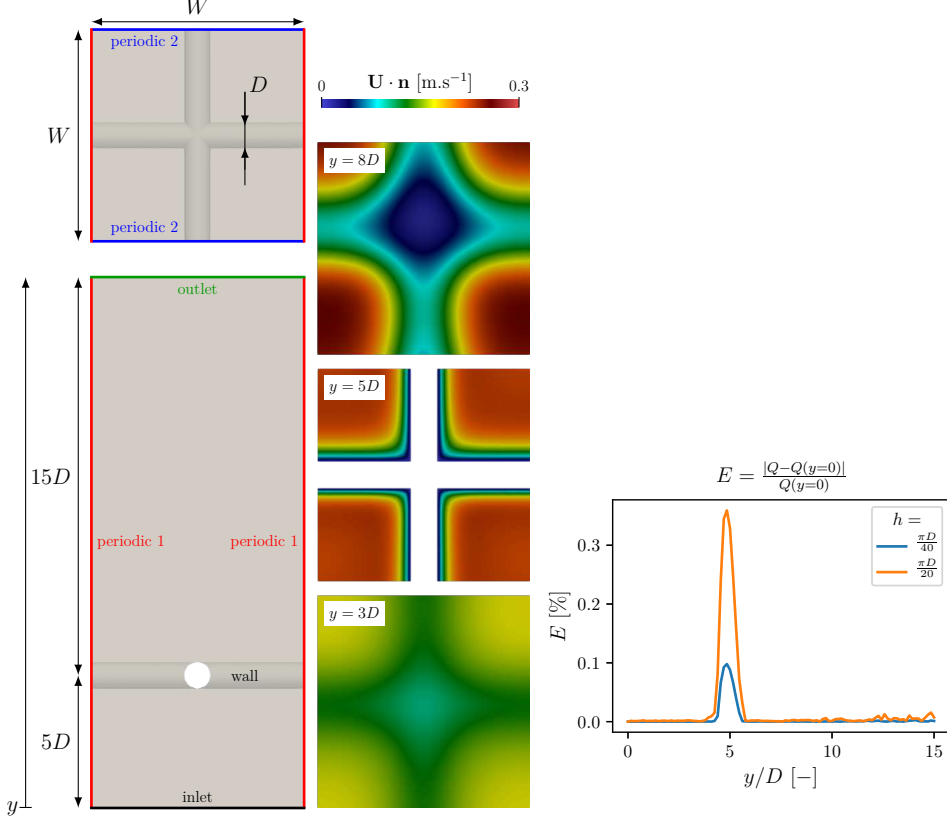 W
periodic 2
D
W
periodic 2
outlet
15D
periodic 1
periodic 1
wall
5D
inlet
y
U · n [m.s⁻¹]
0
0.3
y = 8D
y = 5D
y = 3D
E = |Q−Q(y=0)| / Q(y=0)
h =
πD/40
πD/20
E [%]
0.3
0.2
0.1
0.0
0
5
10
15
y/D [−]